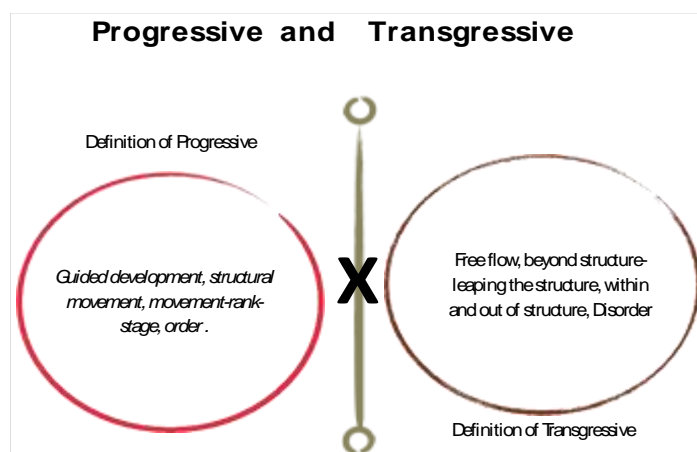 Progressive and Transgressive
Definition of Progressive
Guided development, structural
movement, movement-rank-
stage, order .
X
Free flow, beyond structure-
leaping the structure, within
and out of structure, Disorder
Definition of Transgressive